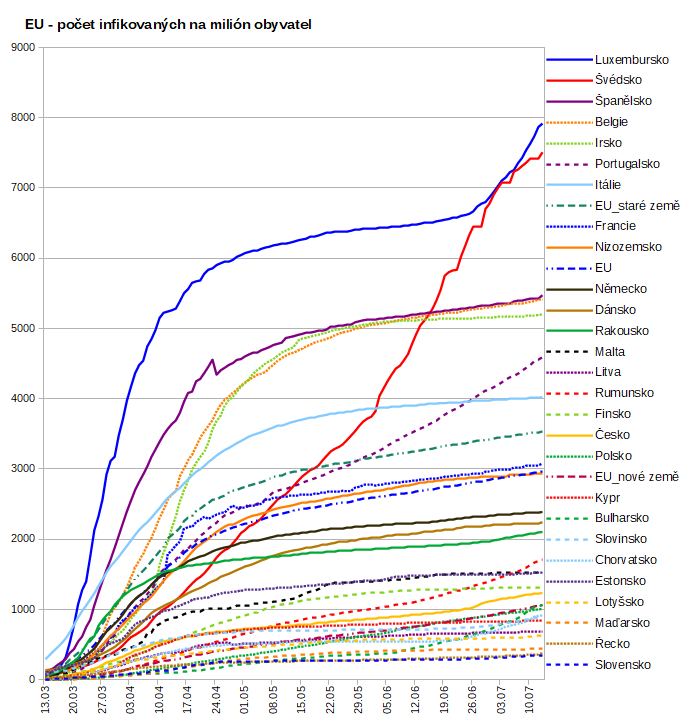 EU - počet infikovaných na milión obyvatel
9000
8000
7000
6000
5000
4000
3000
2000
1000
0
13.03
20.03
27.03
03.04
10.04
17.04
24.04
01.05
08.05
15.05
22.05
29.05
05.06
12.06
19.06
26.06
03.07
10.07
Luxembursko
Švédsko
Španělsko
Belgie
Irsko
Portugalsko
Itálie
EU_staré země
Francie
Nizozemsko
EU
Německo
Dánsko
Rakousko
Malta
Litva
Rumunsko
Finsko
Česko
Polsko
EU_nové země
Kypr
Bulharsko
Slovinsko
Chorvatsko
Estonsko
Lotyšsko
Maďarsko
Řecko
Slovensko